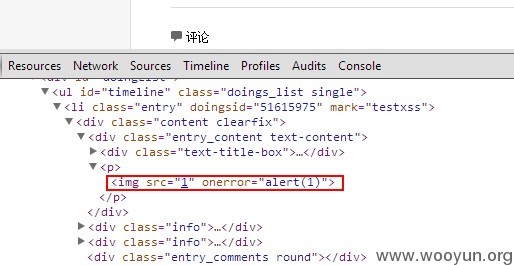 评论
Resources Network Sources Timeline Profiles Audits Console
<ul id="timeline" class="doings_list single">
<li class="entry" doingsid="51615975" mark="testxss">
<div class="content clearfix">
<div class="entry_content text-content">
<div class="text-title-box">…</div>
<p>
<img src="1" onerror="alert(1)">
</p>
</div>
<div class="info">…</div>
<div class="info">…</div>
<div class="entry_comments round"></div>
www.wooyun.org